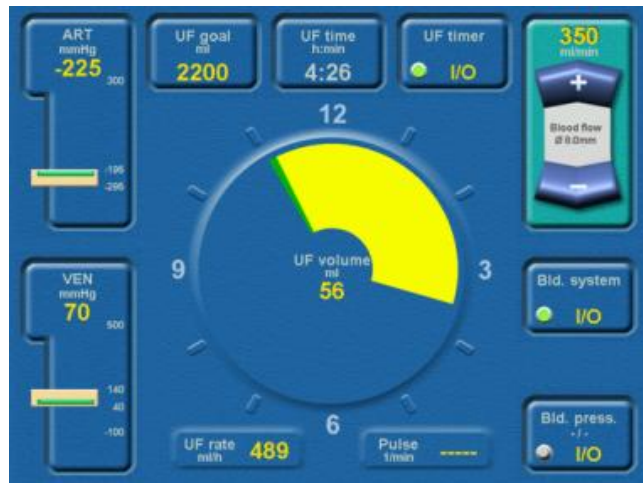 ART
mmHg
-225
300
-195
-295
UF goal
ml
2200
UF time
h:min
4:26
UF timer
I/O
350
ml/min
+
Blood flow
Ø 8.0mm
−
12
3
6
9
UF volume
ml
56
VEN
mmHg
70
500
140
40
-100
Bld. system
I/O
UF rate
ml/h
489
Pulse
1/min
-----
Bld. press.
- / -
I/O